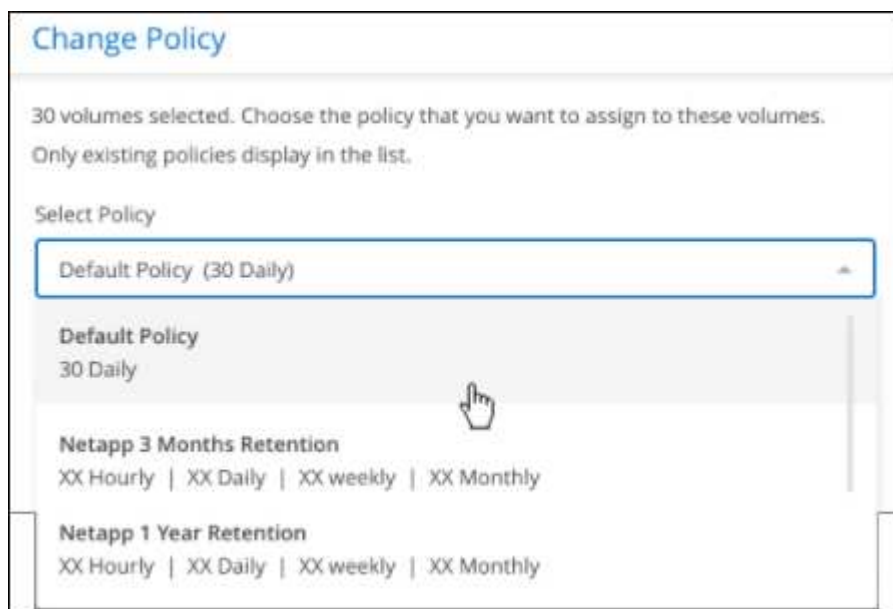 Change Policy
30 volumes selected. Choose the policy that you want to assign to these volumes.
Only existing policies display in the list.
Select Policy
Default Policy (30 Daily)
Default Policy
30 Daily
Netapp 3 Months Retention
XX Hourly | XX Daily | XX weekly | XX Monthly
Netapp 1 Year Retention
XX Hourly | XX Daily | XX weekly | XX Monthly